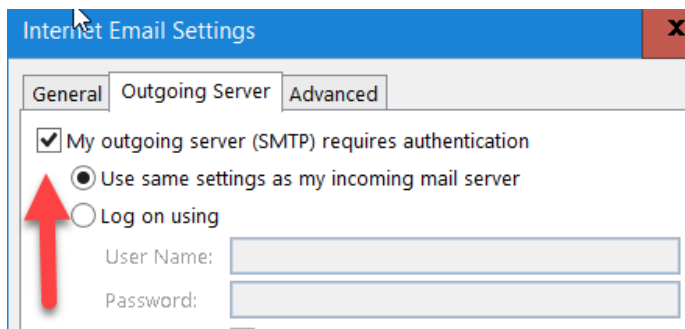 Internet Email Settings
X
General Outgoing Server Advanced
My outgoing server (SMTP) requires authentication
Use same settings as my incoming mail server
Log on using
User Name:
Password: